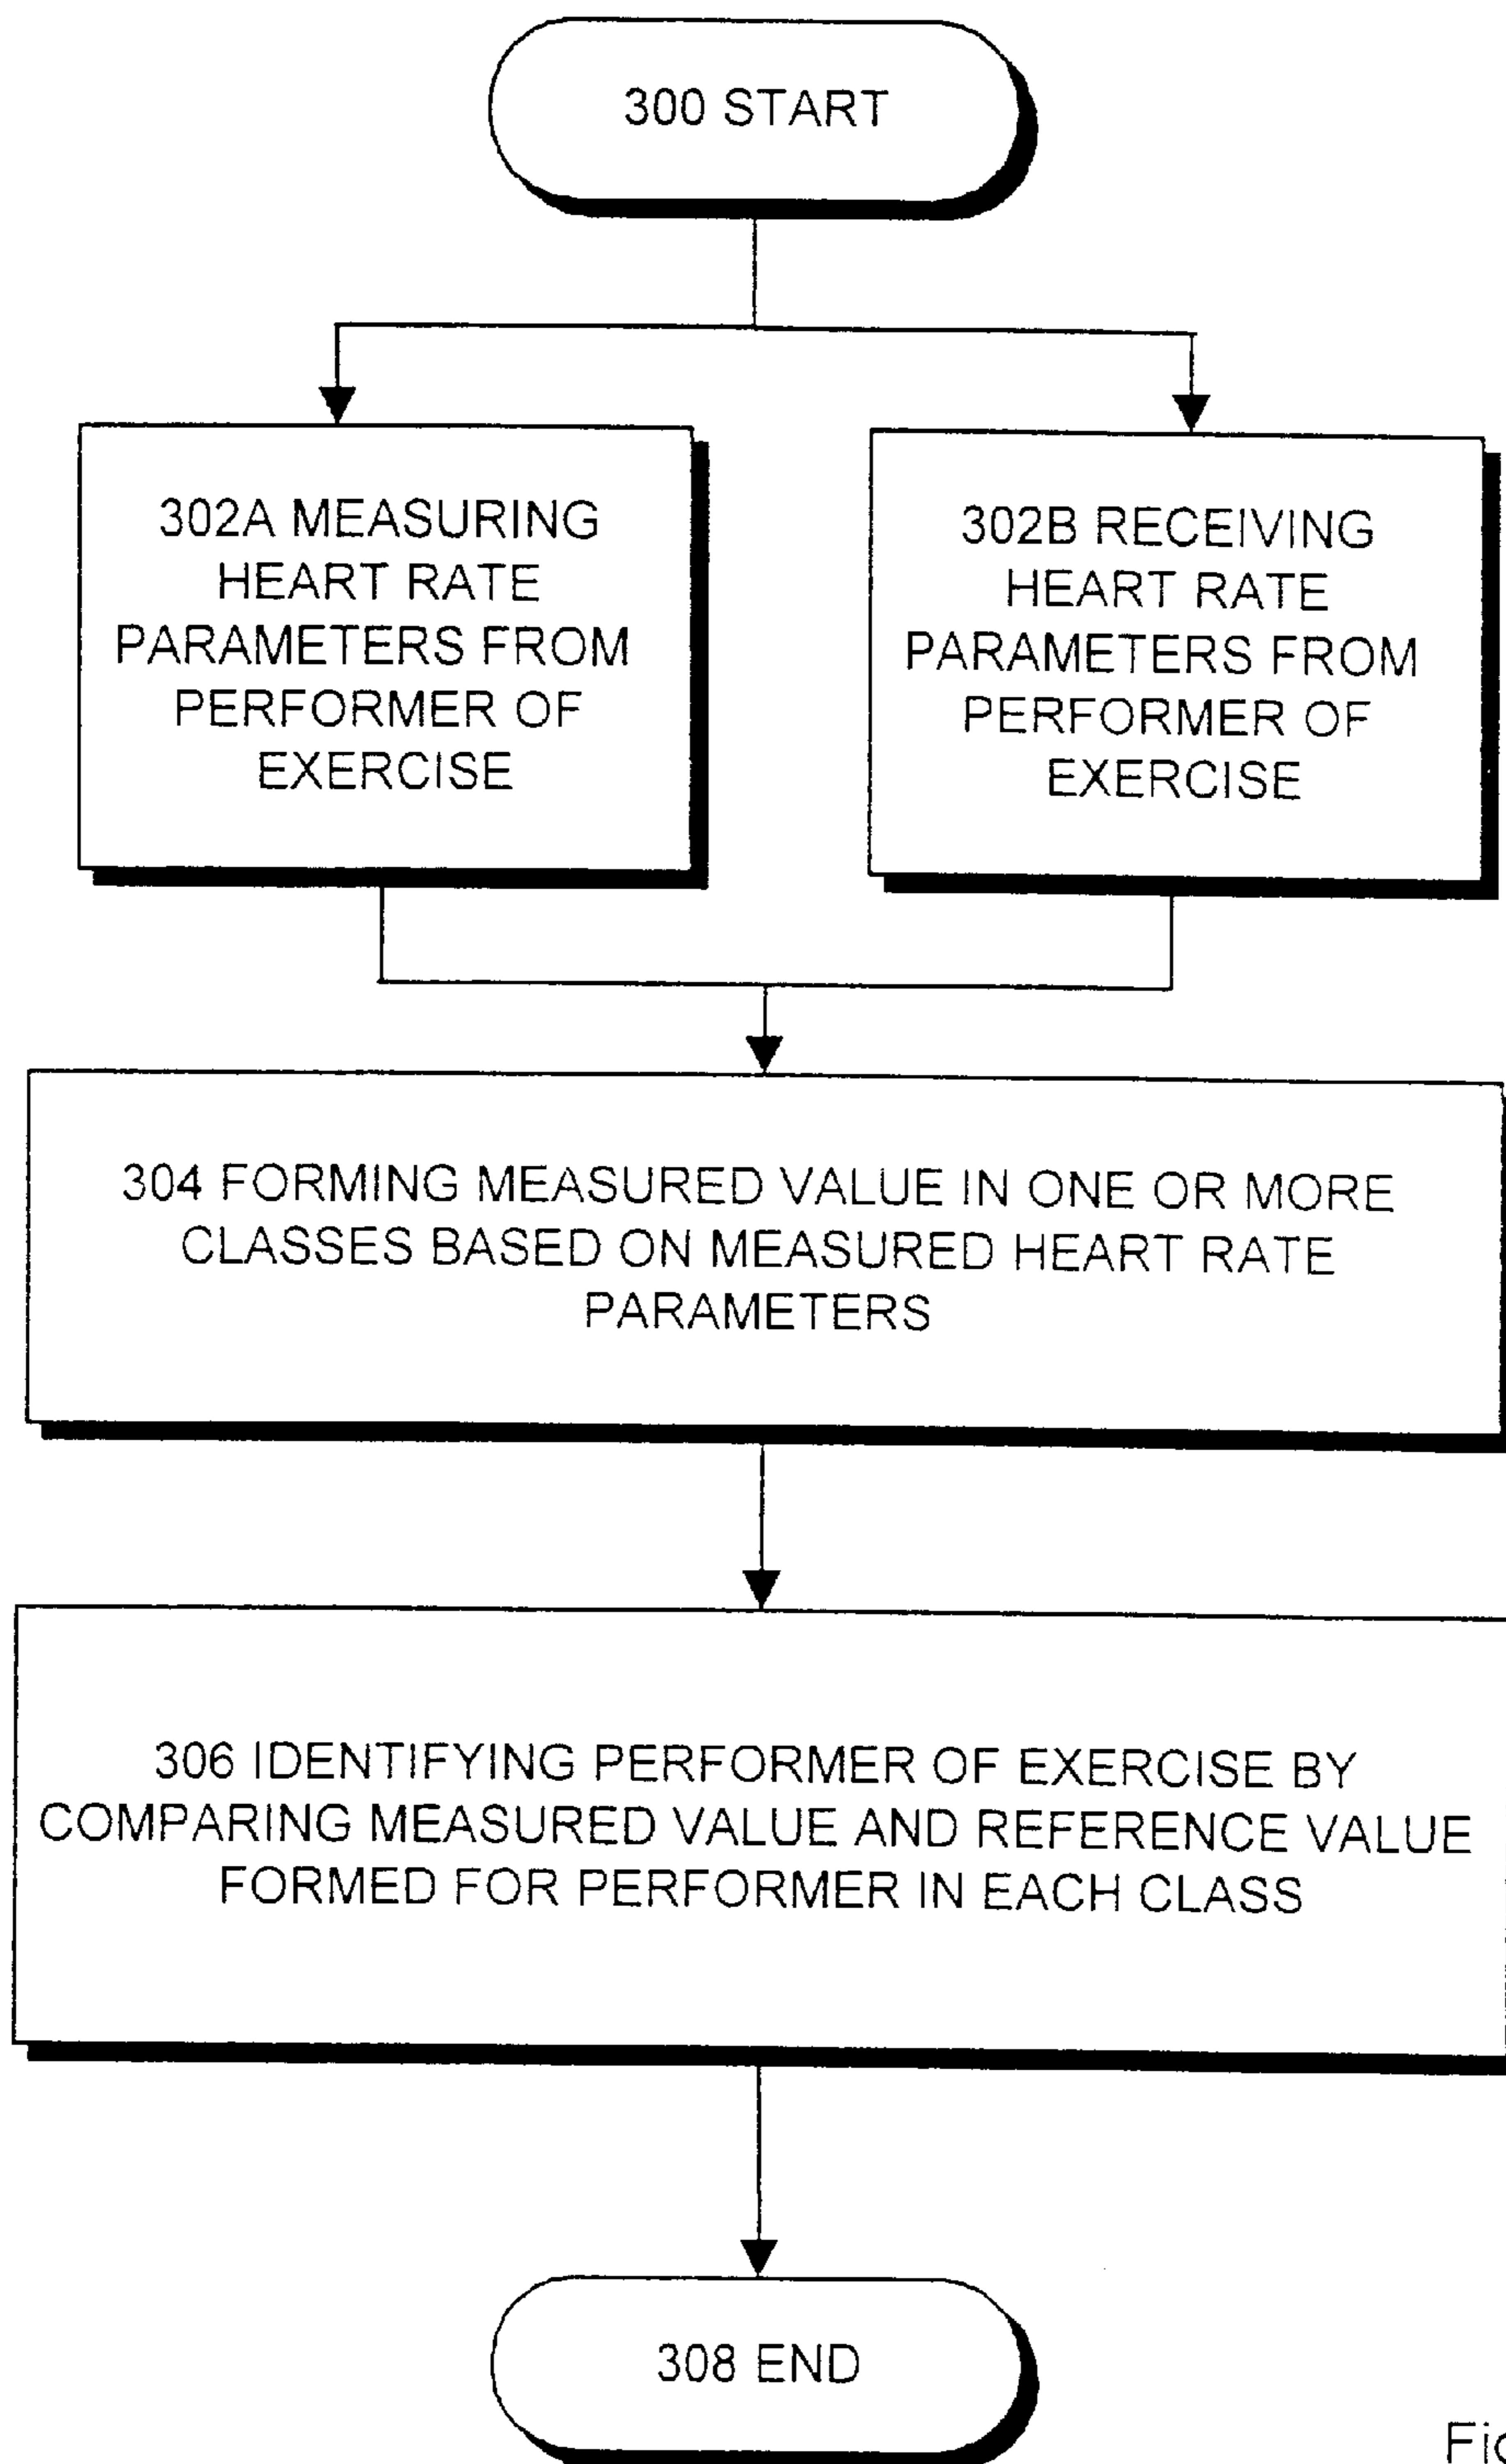 300 START
302A MEASURING
HEART RATE
PARAMETERS FROM
PERFORMER OF
EXERCISE
302B RECEIVING
HEART RATE
PARAMETERS FROM
PERFORMER OF
EXERCISE
304 FORMING MEASURED VALUE IN ONE OR MORE
CLASSES BASED ON MEASURED HEART RATE
PARAMETERS
306 IDENTIFYING PERFORMER OF EXERCISE BY
COMPARING MEASURED VALUE AND REFERENCE VALUE
FORMED FOR PERFORMER IN EACH CLASS
308 END